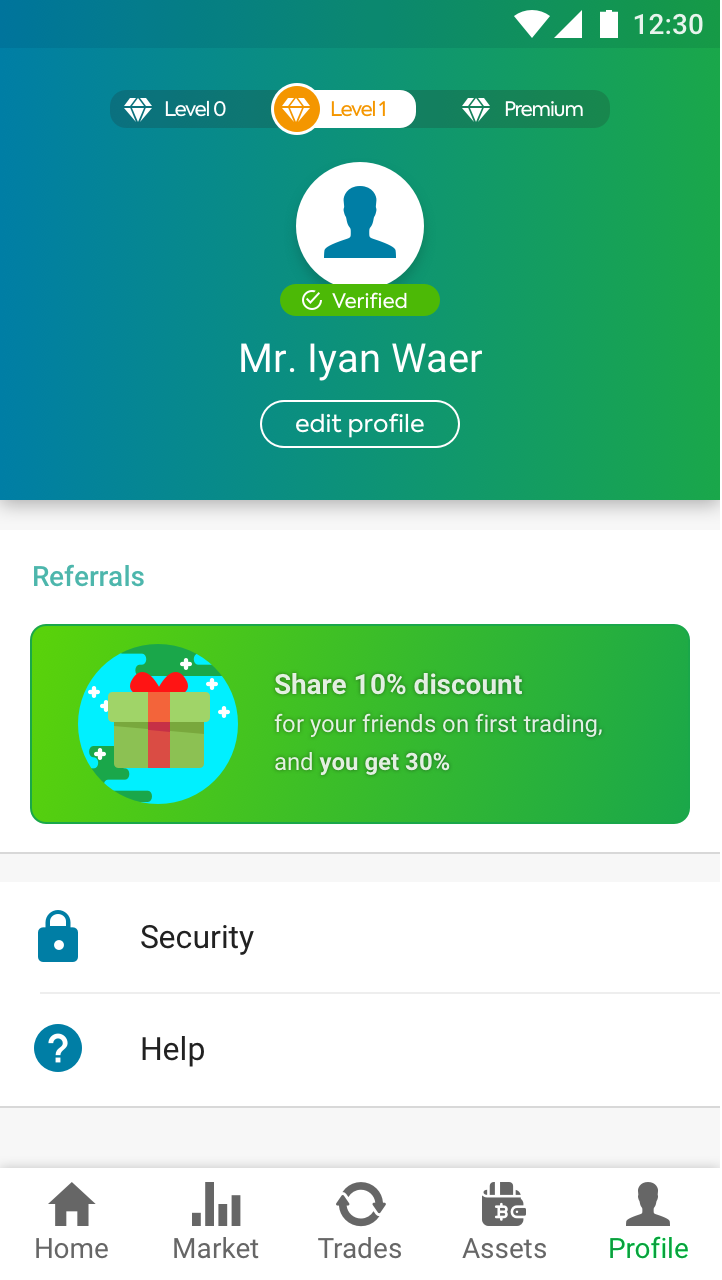 12:30
Level 0
Level 1
Premium
Verified
Mr. Iyan Waer
edit profile
Referrals
Share 10% discount
for your friends on first trading,
and you get 30%
Security
Help
Home
Market
Trades
Assets
Profile